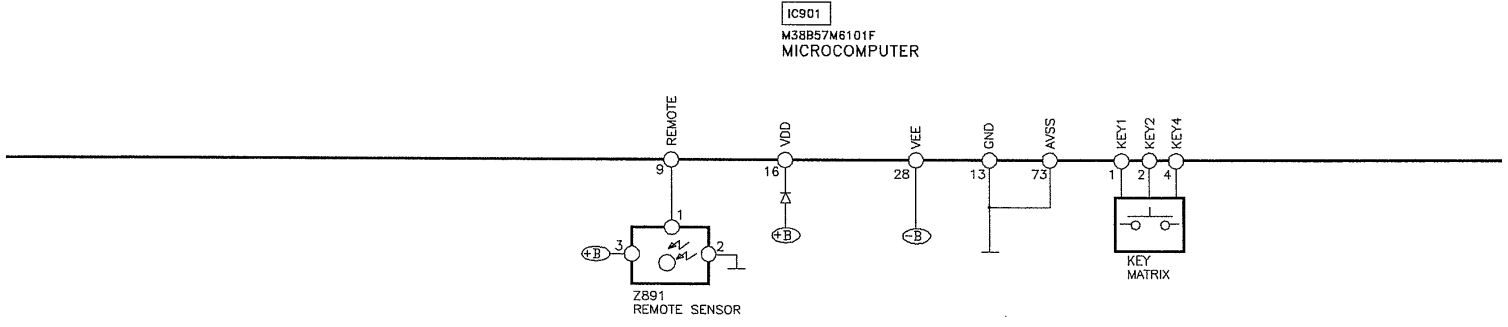 IC901
M38B57M6101F
MICROCOMPUTER
REMOTE
VDD
VEE
GND
AVSS
KEY1
KEY2
KEY4
9
16
28
13
73
1
2
4
1
+B
3
2
+B
-B
KEY
MATRIX
Z891
REMOTE SENSOR